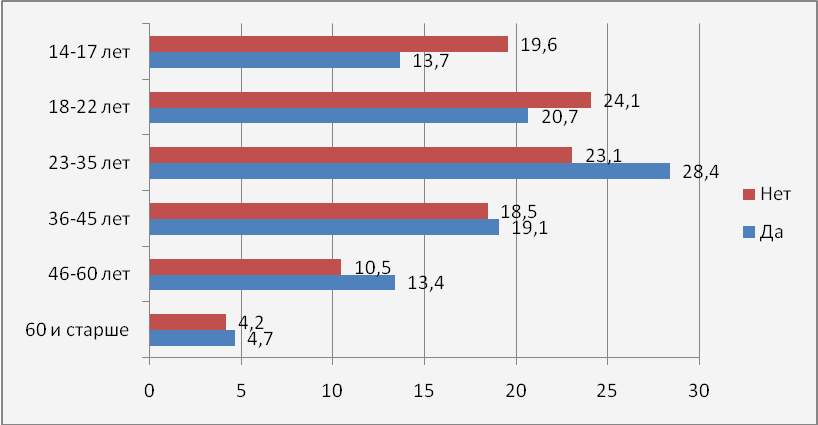 14-17 лет
19,6
13,7
18-22 лет
24,1
20,7
23-35 лет
23,1
28,4
36-45 лет
18,5
19,1
46-60 лет
10,5
13,4
60 и старше
4,2
4,7
Нет
Да
0 5 10 15 20 25 30